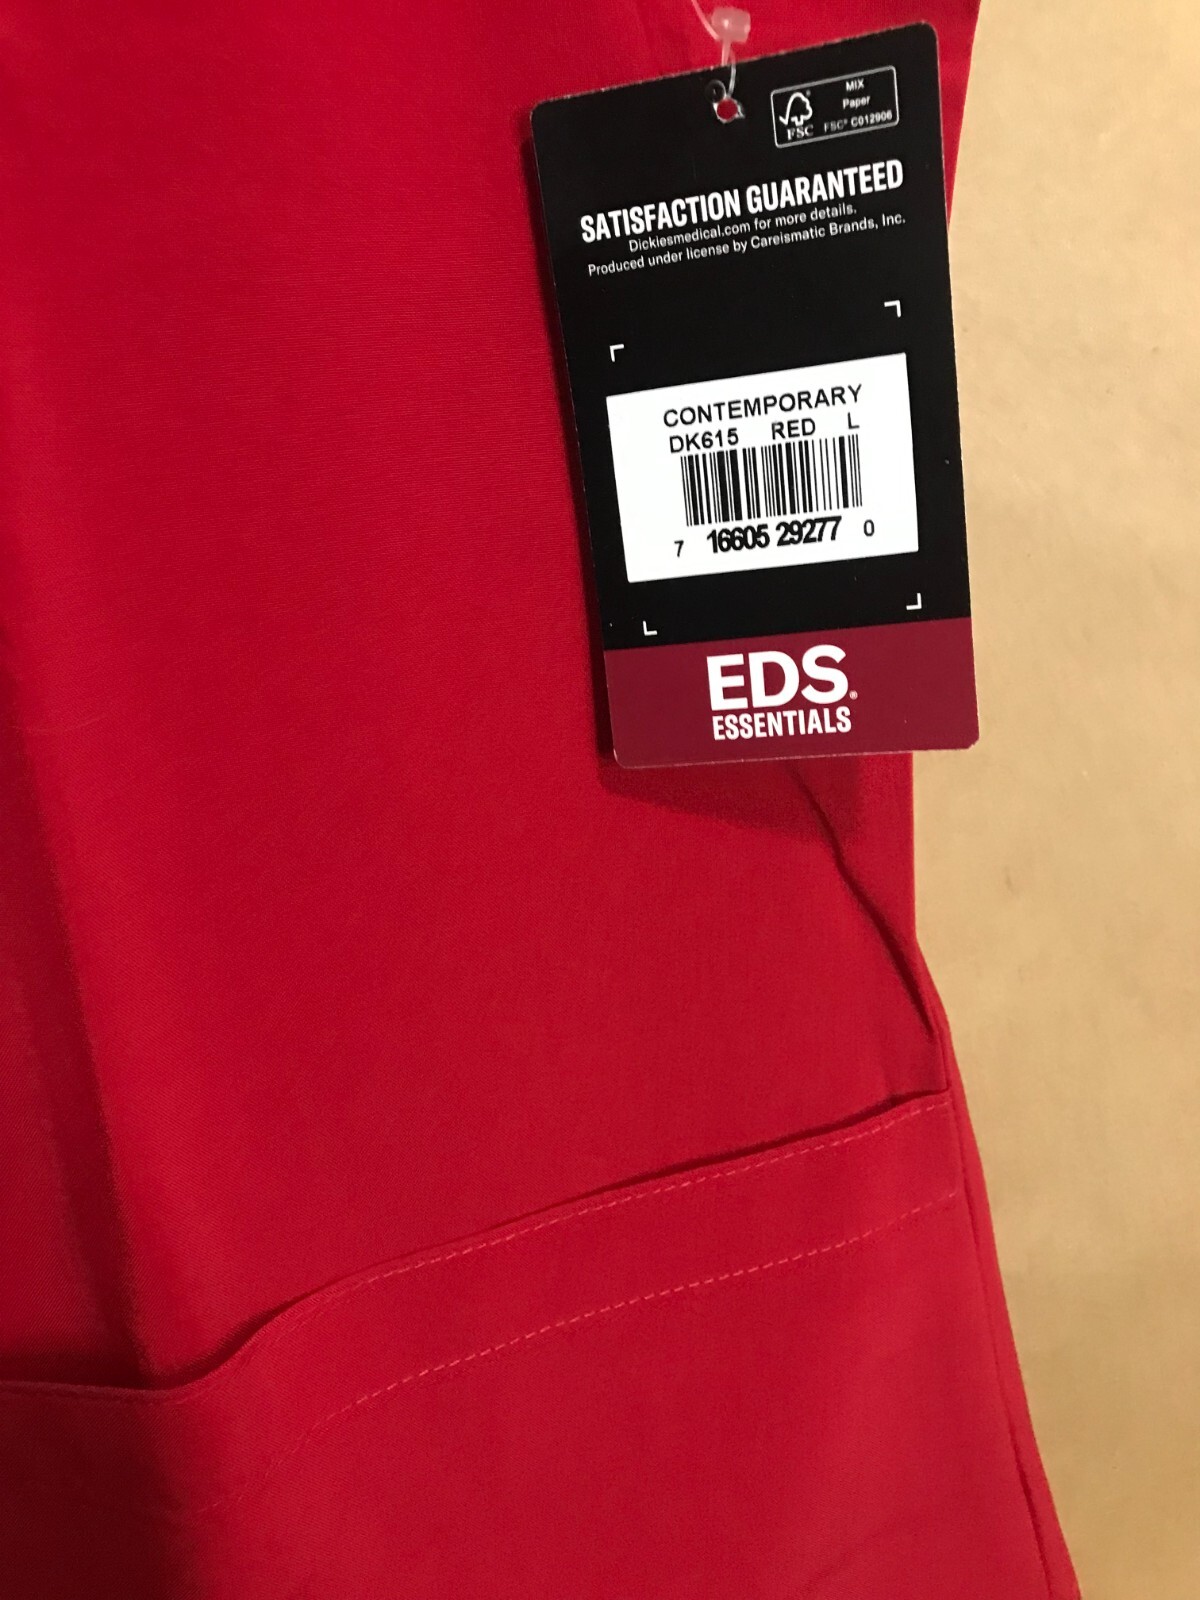 MIX
Paper
FSC® C012906
FSC
SATISFACTION GUARANTEED
Dickiesmedical.com for more details.
Produced under license by Careismatic Brands, Inc.
CONTEMPORARY
DK615 RED L
7 16605 29277 0
EDS®
ESSENTIALS